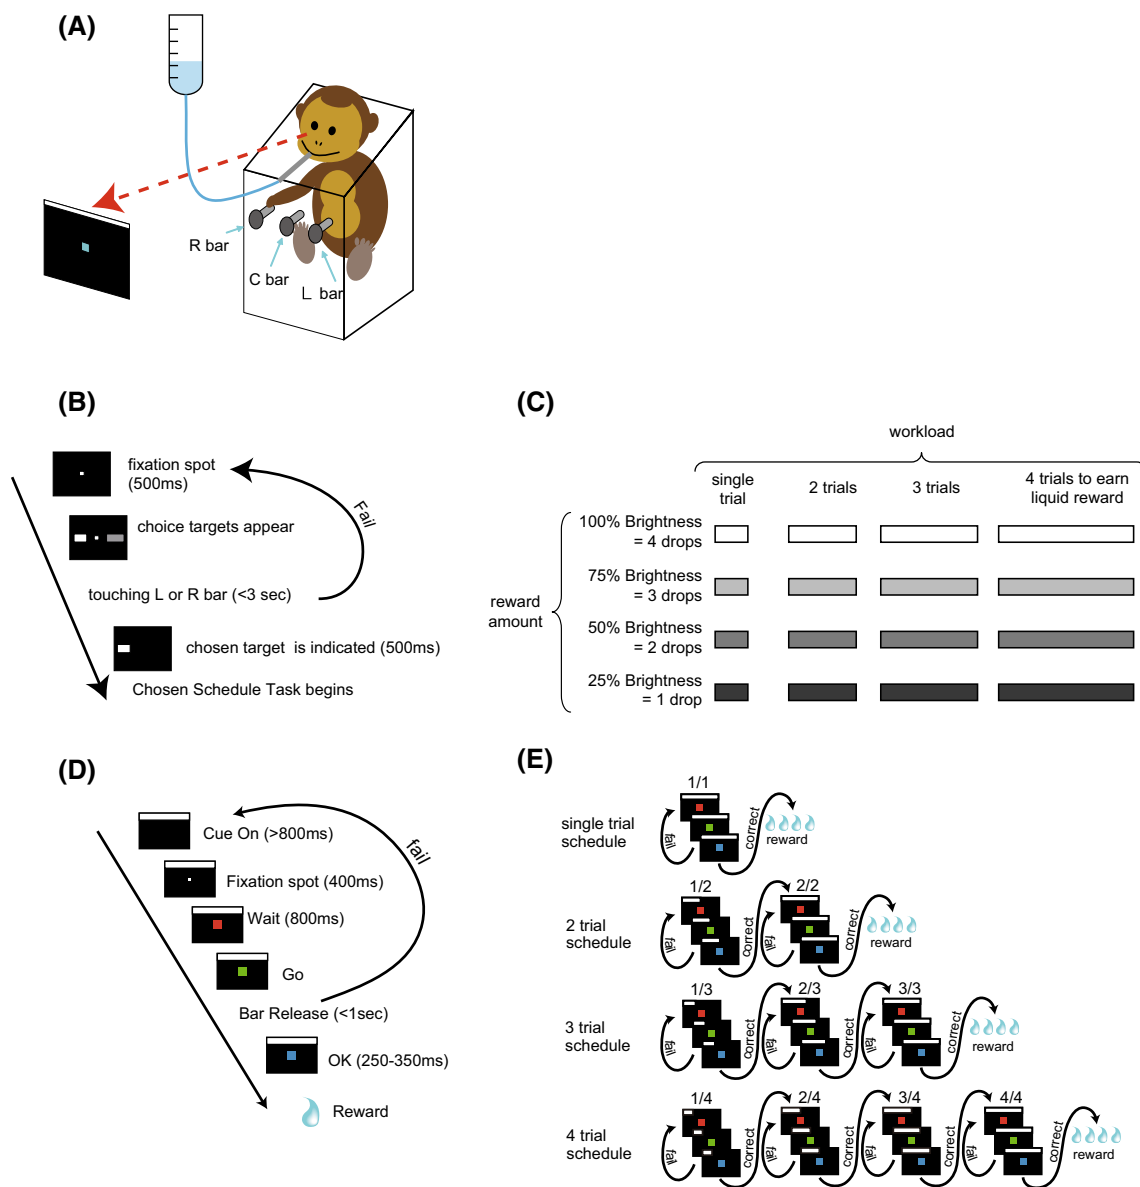 (A)
R bar
C bar
L bar
(B)
fixation spot
(500ms)
choice targets appear
Fail
touching L or R bar (<3 sec)
chosen target is indicated (500ms)
Chosen Schedule Task begins
(C)
workload
single
trial
2 trials
3 trials
4 trials to earn
liquid reward
reward
amount
100% Brightness
= 4 drops
75% Brightness
= 3 drops
50% Brightness
= 2 drops
25% Brightness
= 1 drop
(D)
Cue On (>800ms)
fail
Fixation spot (400ms)
Wait (800ms)
Go
Bar Release (<1sec)
OK (250-350ms)
Reward
(E)
single trial
schedule
1/1
fail
correct
reward
2 trial
schedule
1/2
fail
correct
2/2
fail
correct
reward
3 trial
schedule
1/3
fail
correct
2/3
fail
correct
3/3
fail
correct
reward
4 trial
schedule
1/4
fail
correct
2/4
fail
correct
3/4
fail
correct
4/4
fail
correct
reward